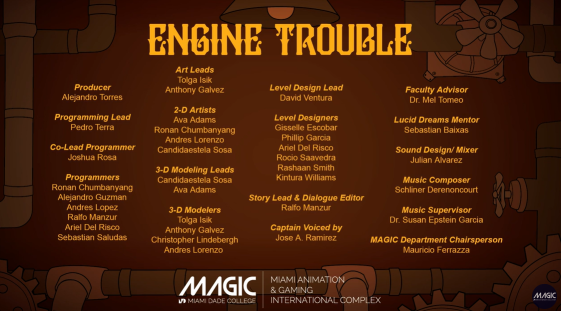 ENGINE TROUBLE
Producer
Alejandro Torres
Programming Lead
Pedro Terra
Co-Lead Programmer
Joshua Rosa
Programmers
Ronan Chumbanyang
Alejandro Guzman
Andres Lopez
Ralfo Manzur
Ariel Del Risco
Sebastian Saludas
Art Leads
Tolga Isik
Anthony Galvez
2-D Artists
Ava Adams
Ronan Chumbanyang
Andres Lorenzo
Candidaestela Sosa
3-D Modeling Leads
Candidaestela Sosa
Ava Adams
3-D Modelers
Tolga Isik
Anthony Galvez
Christopher Lindebergh
Andres Lorenzo
Level Design Lead
David Ventura
Level Designers
Gisselle Escobar
Phillip Garcia
Ariel Del Risco
Rocio Saavedra
Rashaan Smith
Kintura Williams
Story Lead & Dialogue Editor
Ralfo Manzur
Captain Voiced by
Jose A. Ramirez
Faculty Advisor
Dr. Mel Tomeo
Lucid Dreams Mentor
Sebastian Baixas
Sound Design/ Mixer
Julian Alvarez
Music Composer
Schliner Derenoncourt
Music Supervisor
Dr. Susan Epstein Garcia
MAGIC Department Chairsperson
Mauricio Ferrazza
MAGIC
MIAMI DADE COLLEGE
MIAMI ANIMATION
& GAMING
INTERNATIONAL COMPLEX
MAGIC